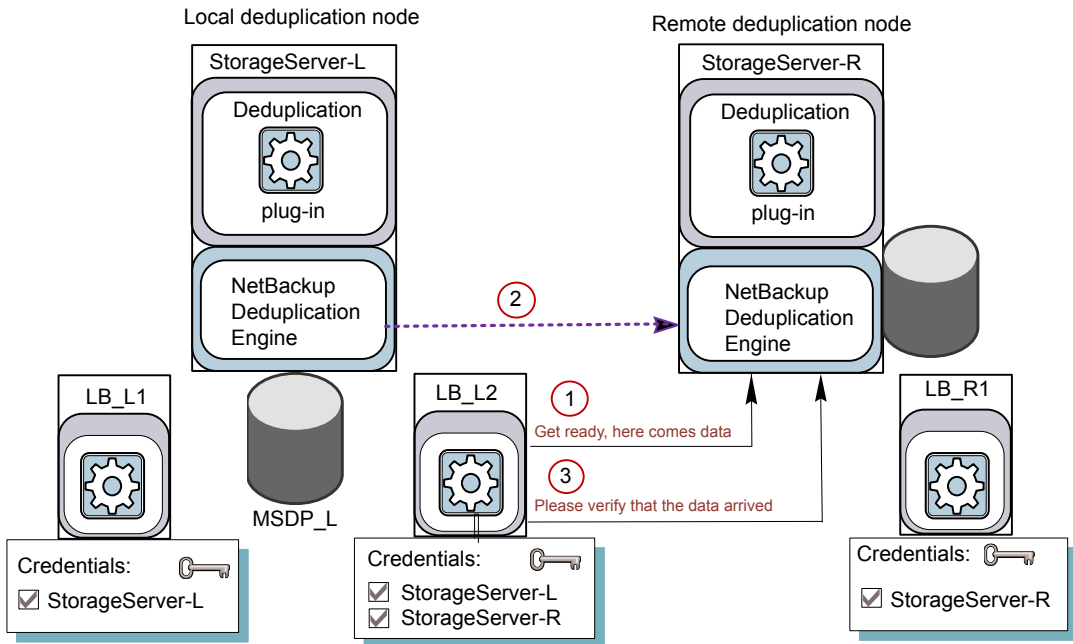 Local deduplication node
Remote deduplication node
StorageServer-L
StorageServer-R
Deduplication
plug-in
Deduplication
plug-in
NetBackup
Deduplication
Engine
2
NetBackup
Deduplication
Engine
LB_L1
MSDP_L
LB_L2
1
Get ready, here comes data
3
Please verify that the data arrived
LB_R1
Credentials:
StorageServer-L
Credentials:
StorageServer-L
StorageServer-R
Credentials:
StorageServer-R